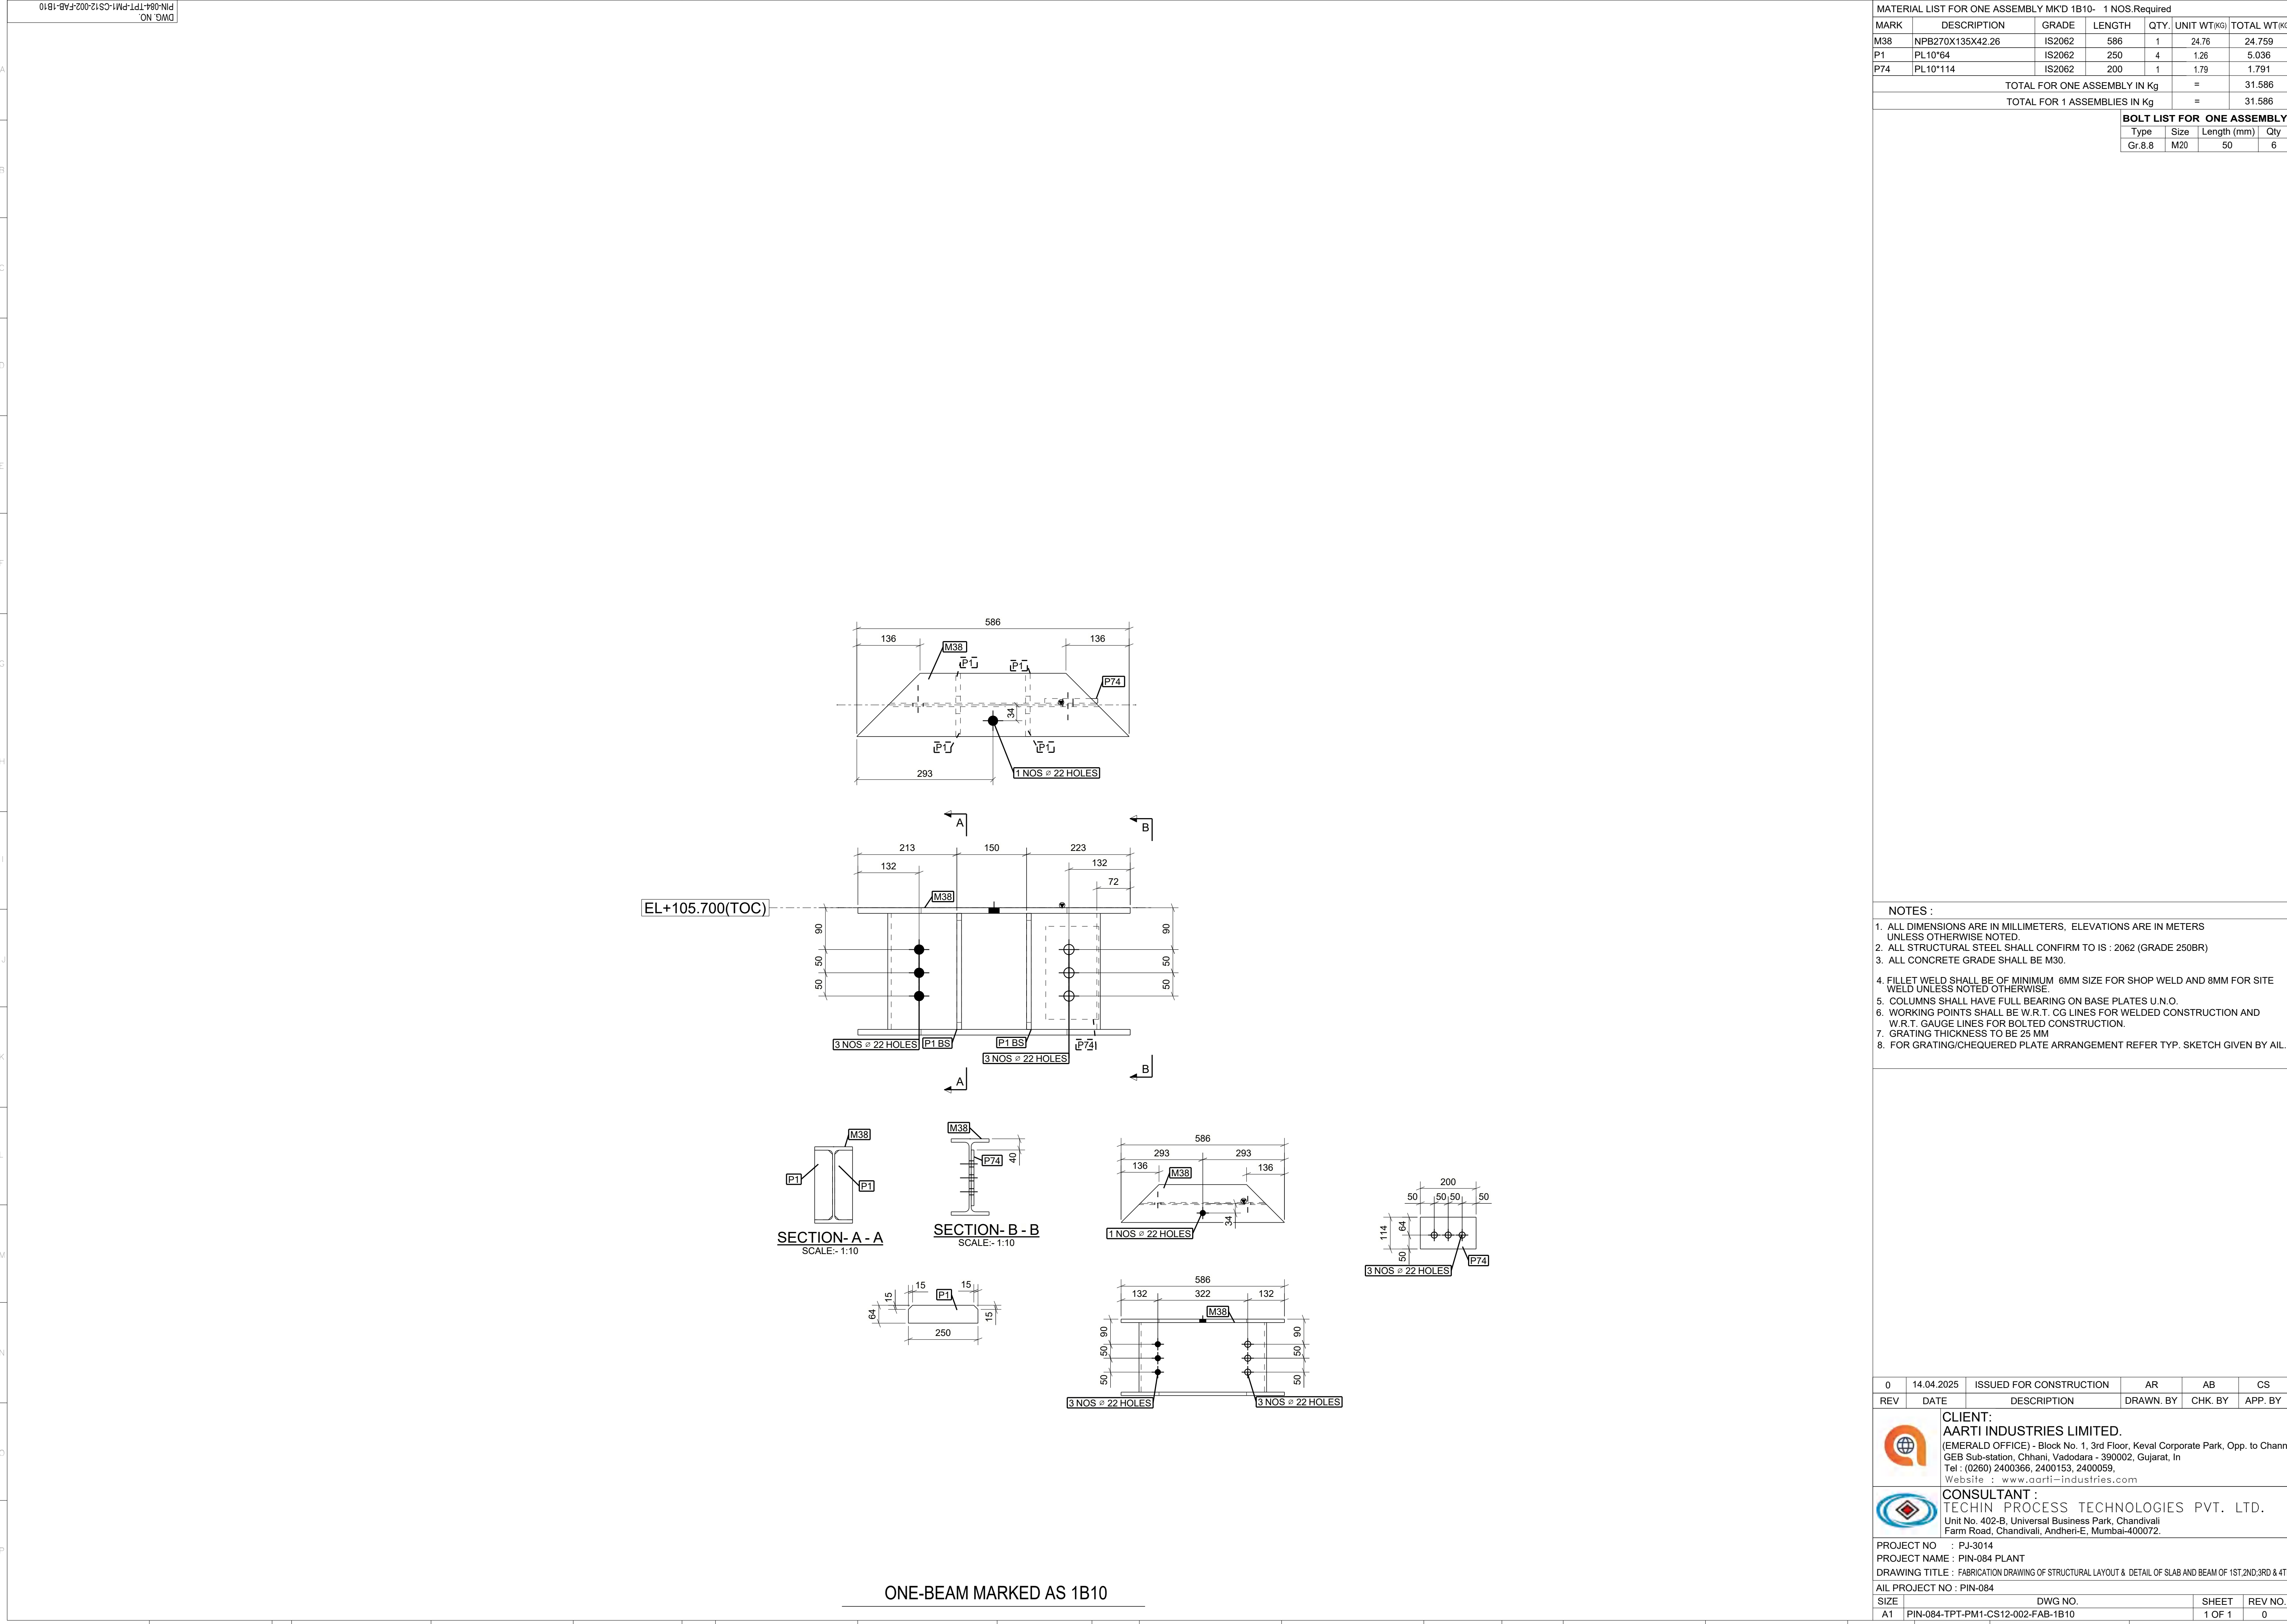 PIN-084-TPT-PM1-CS12-002-FAB-1B10
DWG. NO.
MATERIAL LIST FOR ONE ASSEMBLY MK'D 1B10- 1 NOS.Required
MARK DESCRIPTION GRADE LENGTH QTY. UNIT WT(KG) TOTAL WT(KG
M38 NPB270X135X42.26 IS2062 586 1 24.76 24.759
P1 PL10*64 IS2062 250 4 1.26 5.036
P74 PL10*114 IS2062 200 1 1.79 1.791
TOTAL FOR ONE ASSEMBLY IN Kg = 31.586
TOTAL FOR 1 ASSEMBLIES IN Kg = 31.586
BOLT LIST FOR ONE ASSEMBLY
Type Size Length (mm) Qty
Gr.8.8 M20 50 6
A
B
C
D
E
F
G
H
I
J
K
L
M
N
O
P
586
136 136
M38
P1 P1
P74
34
P1 P1
293
1 NOS ⌀ 22 HOLES
A B
213 150 223
132 132
72
M38
EL+105.700(TOC)
90 90
50 50
50 50
3 NOS ⌀ 22 HOLES P1 BS P1 BS P74
3 NOS ⌀ 22 HOLES
A B
M38
P1 P1
SECTION- A - A
SCALE:- 1:10
M38
40
P74
SECTION- B - B
SCALE:- 1:10
586
293 293
136 136
M38
34
1 NOS ⌀ 22 HOLES
200
50 50 50 50
114 64
50
P74
3 NOS ⌀ 22 HOLES
15 15
15 P1
64 15
250
586
132 322 132
M38
90 90
50 50
50 50
3 NOS ⌀ 22 HOLES 3 NOS ⌀ 22 HOLES
ONE-BEAM MARKED AS 1B10
NOTES :
1. ALL DIMENSIONS ARE IN MILLIMETERS, ELEVATIONS ARE IN METERS
UNLESS OTHERWISE NOTED.
2. ALL STRUCTURAL STEEL SHALL CONFIRM TO IS : 2062 (GRADE 250BR)
3. ALL CONCRETE GRADE SHALL BE M30.
4. FILLET WELD SHALL BE OF MINIMUM 6MM SIZE FOR SHOP WELD AND 8MM FOR SITE
WELD UNLESS NOTED OTHERWISE.
5. COLUMNS SHALL HAVE FULL BEARING ON BASE PLATES U.N.O.
6. WORKING POINTS SHALL BE W.R.T. CG LINES FOR WELDED CONSTRUCTION AND
W.R.T. GAUGE LINES FOR BOLTED CONSTRUCTION.
7. GRATING THICKNESS TO BE 25 MM
8. FOR GRATING/CHEQUERED PLATE ARRANGEMENT REFER TYP. SKETCH GIVEN BY AIL.
0 14.04.2025 ISSUED FOR CONSTRUCTION AR AB CS
REV DATE DESCRIPTION DRAWN. BY CHK. BY APP. BY
CLIENT:
AARTI INDUSTRIES LIMITED.
(EMERALD OFFICE) - Block No. 1, 3rd Floor, Keval Corporate Park, Opp. to Chann
GEB Sub-station, Chhani, Vadodara - 390002, Gujarat, In
Tel : (0260) 2400366, 2400153, 2400059,
Website : www.aarti-industries.com
CONSULTANT :
TECHIN PROCESS TECHNOLOGIES PVT. LTD.
Unit No. 402-B, Universal Business Park, Chandivali
Farm Road, Chandivali, Andheri-E, Mumbai-400072.
PROJECT NO : PJ-3014
PROJECT NAME : PIN-084 PLANT
DRAWING TITLE : FABRICATION DRAWING OF STRUCTURAL LAYOUT & DETAIL OF SLAB AND BEAM OF 1ST,2ND;3RD & 4T
AIL PROJECT NO : PIN-084
SIZE DWG NO. SHEET REV NO.
A1 PIN-084-TPT-PM1-CS12-002-FAB-1B10 1 OF 1 0